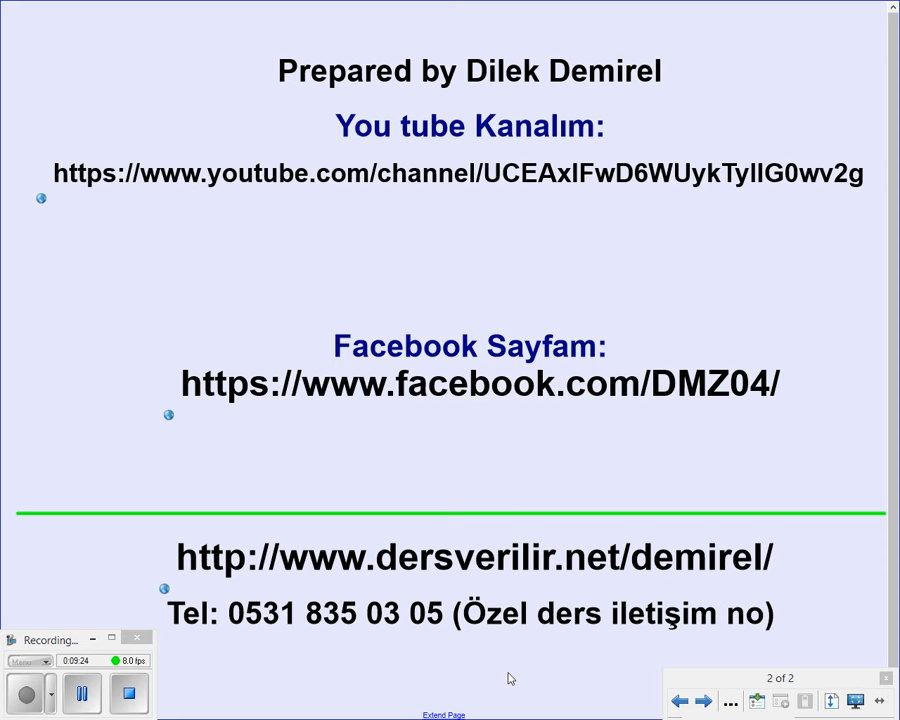 Prepared by Dilek Demirel
You tube Kanalım:
https://www.youtube.com/channel/UCEAxIFwD6WUykTyIIG0wv2g
Facebook Sayfam:
https://www.facebook.com/DMZ04/
http://www.dersverilir.net/demirel/
Tel: 0531 835 03 05 (Özel ders iletişim no)
Recording...
Menu 0:09:24 8.0 fps
2 of 2
Extend Page